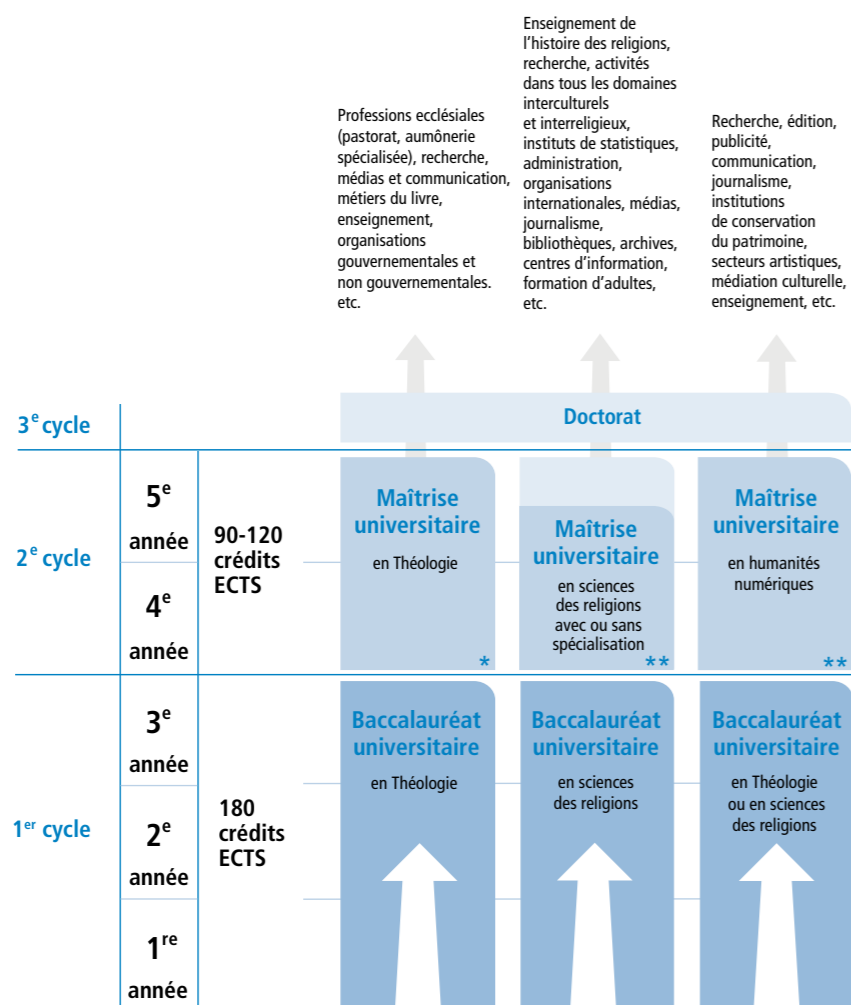 Professions ecclésiales
(pastorat, aumônerie
spécialisée), recherche,
médias et communication,
métiers du livre,
enseignement,
organisations
gouvernementales et
non gouvernementales.
etc.
Enseignement de
l'histoire des religions,
recherche, activités
dans tous les domaines
interculturels
et interreligieux,
instituts de statistiques,
administration,
organisations
internationales, médias,
journalisme,
bibliothèques, archives,
centres d'information,
formation d'adultes,
etc.
Recherche, édition,
publicité,
communication,
journalisme,
institutions
de conservation
du patrimoine,
secteurs artistiques,
médiation culturelle,
enseignement, etc.
3e cycle
Doctorat
2e cycle
5e
année
4e
année
90-120
crédits
ECTS
Maîtrise
universitaire
en Théologie
*
Maîtrise
universitaire
en sciences
des religions
avec ou sans
spécialisation
**
Maîtrise
universitaire
en humanités
numériques
**
1er cycle
3e
année
2e
année
1re
année
180
crédits
ECTS
Baccalauréat
universitaire
en Théologie
Baccalauréat
universitaire
en sciences
des religions
Baccalauréat
universitaire
en Théologie
ou en sciences
des religions